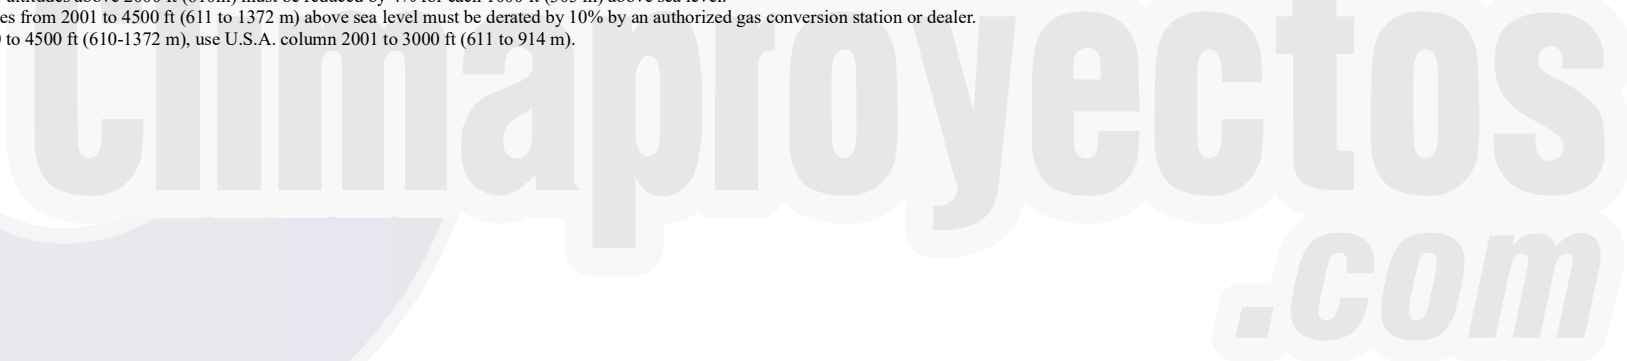 altitudes above 2000 ft (610m) must be reduced by 4% for each 1000 ft (305 m) above sea level.
es from 2001 to 4500 ft (611 to 1372 m) above sea level must be derated by 10% by an authorized gas conversion station or dealer.
to 4500 ft (610-1372 m), use U.S.A. column 2001 to 3000 ft (611 to 914 m).
climaproyectos
.com